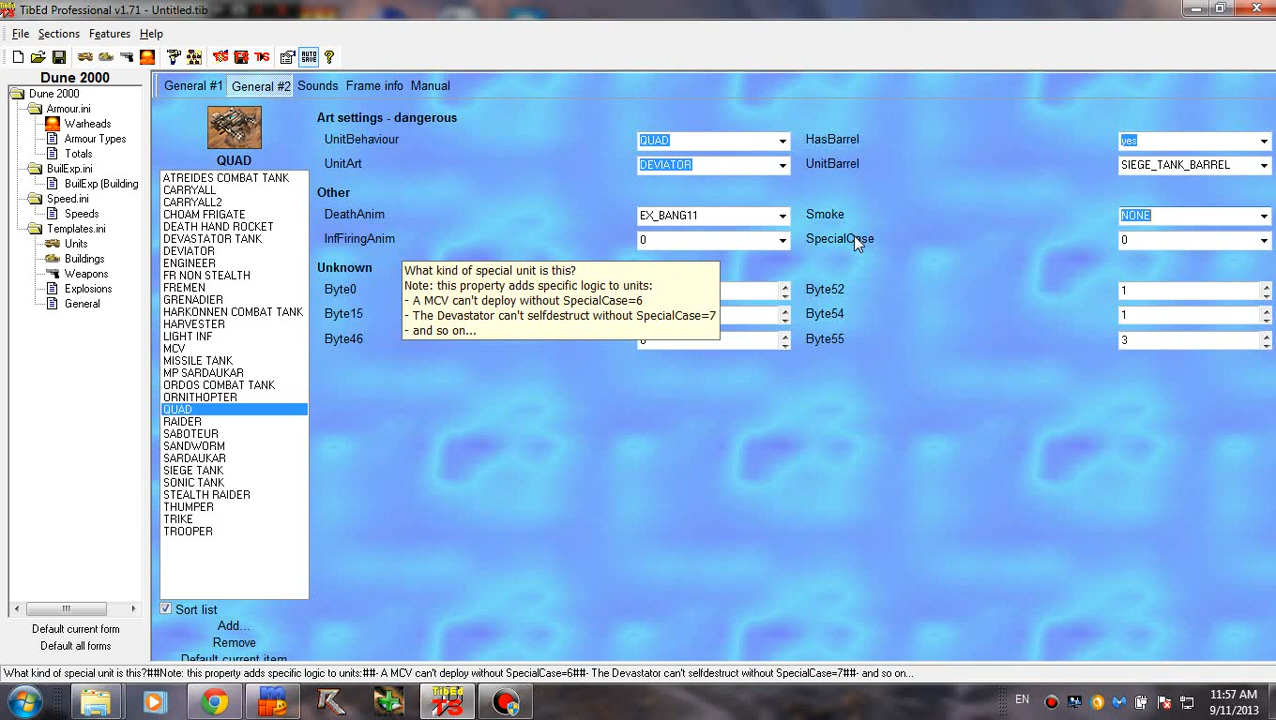 TibEd Professional v1.71 - Untitled.tib
File Sections Features Help
AUTO SAVE
Dune 2000
Dune 2000
Armour.ini
Warheads
Armour Types
Totals
BuilExp.ini
BuilExp (Building
Speed.ini
Speeds
Templates.ini
Units
Buildings
Weapons
Explosions
General
Default current form
Default all forms
General #1 General #2 Sounds Frame info Manual
QUAD
ATREIDES COMBAT TANK
CARRYALL
CARRYALL2
CHOAM FRIGATE
DEATH HAND ROCKET
DEVASTATOR TANK
DEVIATOR
ENGINEER
FR NON STEALTH
FREMEN
GRENADIER
HARKONNEN COMBAT TANK
HARVESTER
LIGHT INF
MCV
MISSILE TANK
MP SARDAUKAR
ORDOS COMBAT TANK
ORNITHOPTER
QUAD
RAIDER
SABOTEUR
SANDWORM
SARDAUKAR
SIEGE TANK
SONIC TANK
STEALTH RAIDER
THUMPER
TRIKE
TROOPER
Sort list
Add...
Remove
Default current item
Art settings - dangerous
UnitBehaviour QUAD HasBarrel yes
UnitArt DEVIATOR UnitBarrel SIEGE_TANK_BARREL
Other
DeathAnim EX_BANG11 Smoke NONE
InfFiringAnim 0 SpecialCase 0
Unknown
Byte0 Byte52 1
Byte15 Byte54 1
Byte46 Byte55 3
What kind of special unit is this?
Note: this property adds specific logic to units:
- A MCV can't deploy without SpecialCase=6
- The Devastator can't selfdestruct without SpecialCase=7
- and so on...
What kind of special unit is this?##Note: this property adds specific logic to units:##- A MCV can't deploy without SpecialCase=6##- The Devastator can't selfdestruct without SpecialCase=7##- and so on...
TibEd
TS
EN
11:57 AM
9/11/2013